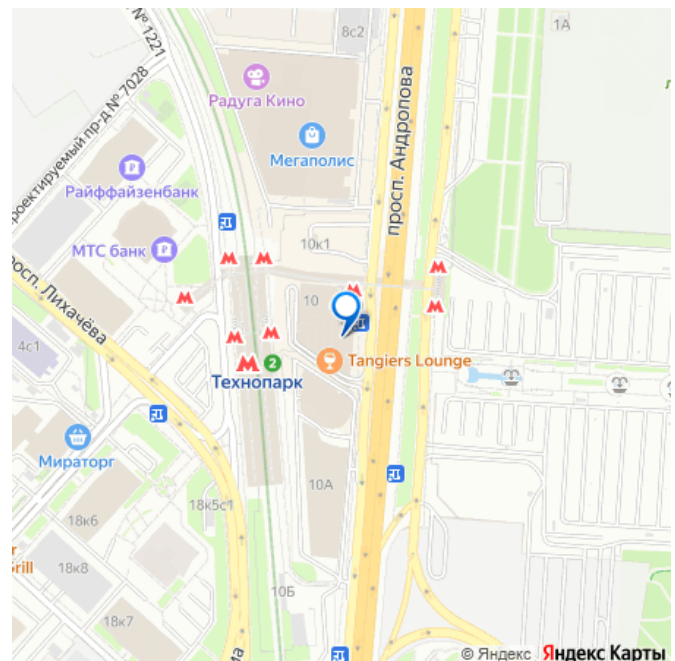 1А
8с2
№ 1221
Радуга Кино
просп. Андропова
Проектируемый пр-д № 7028
Мегаполис
Райффайзенбанк
10к1
МТС банк
просп. Лихачёва
10
4с1
2
Tangiers Lounge
Технопарк
Мираторг
10А
18к5с1
18к6
18к8
18к7
10Б
© Яндекс Яндекс Карты